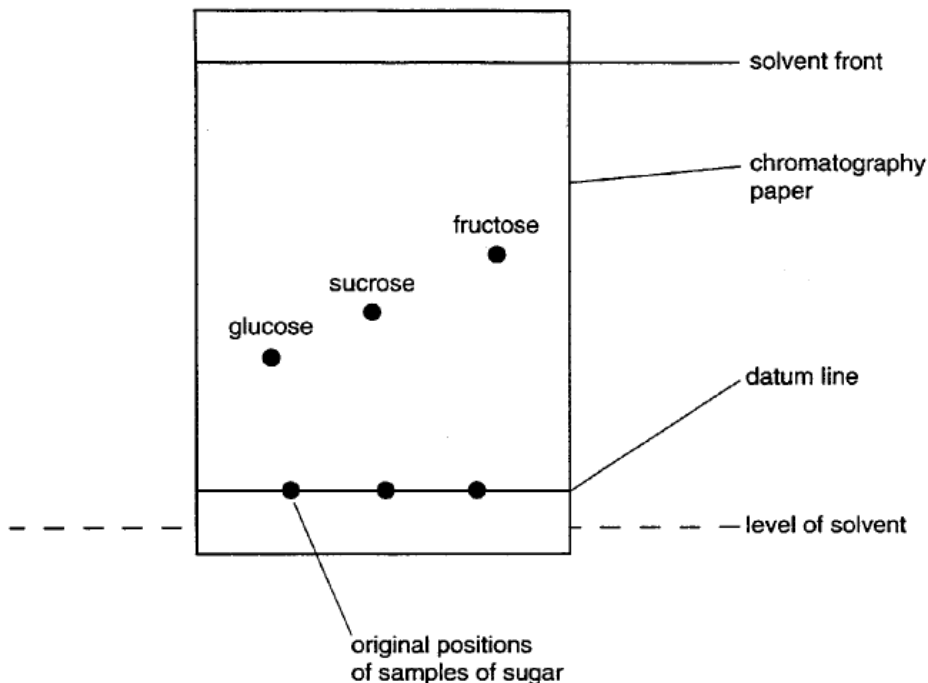 solvent front
chromatography
paper
fructose
sucrose
glucose
datum line
level of solvent
original positions
of samples of sugar